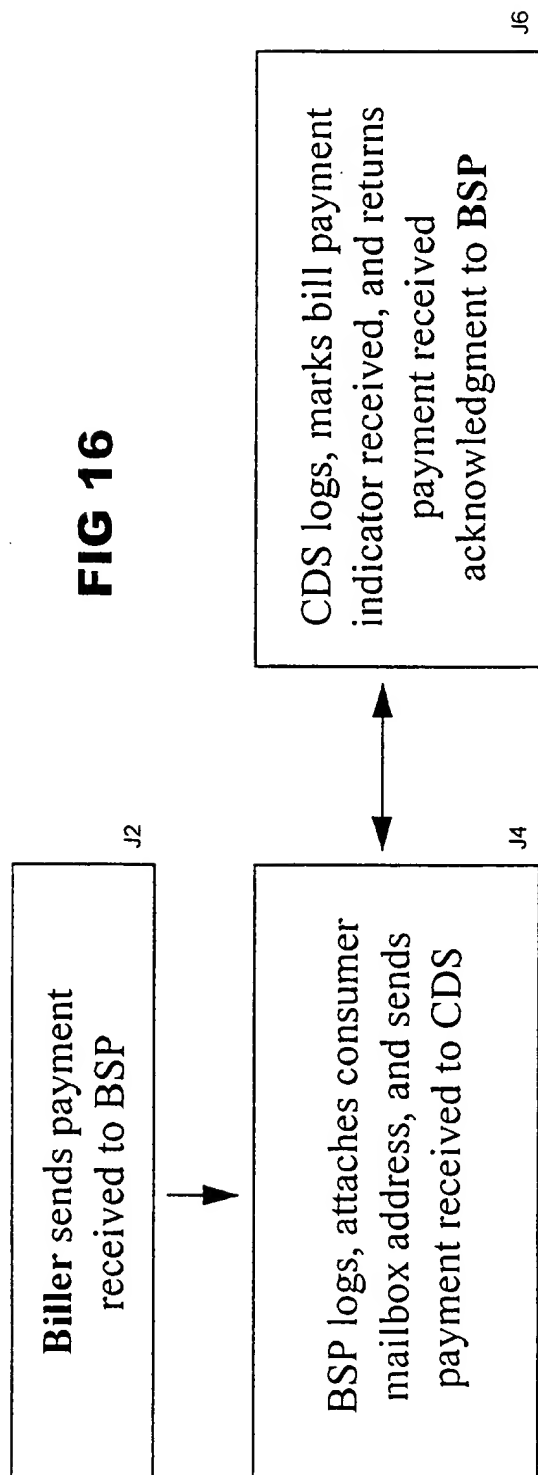 FIG 16
Biller sends payment
received to BSP
J2
BSP logs, attaches consumer
mailbox address, and sends
payment received to CDS
J4
CDS logs, marks bill payment
indicator received, and returns
payment received
acknowledgment to BSP
J6